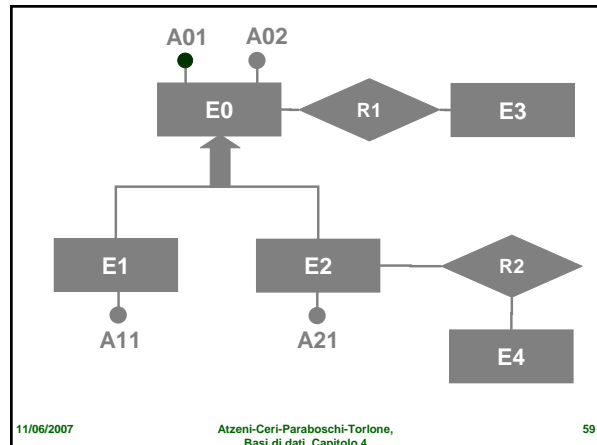 A01 A02
E0 R1 E3
E1 E2 R2
A11 A21 E4
11/06/2007 Atzeni-Ceri-Paraboschi-Torlone, 59
Basi di dati, Capitolo 4